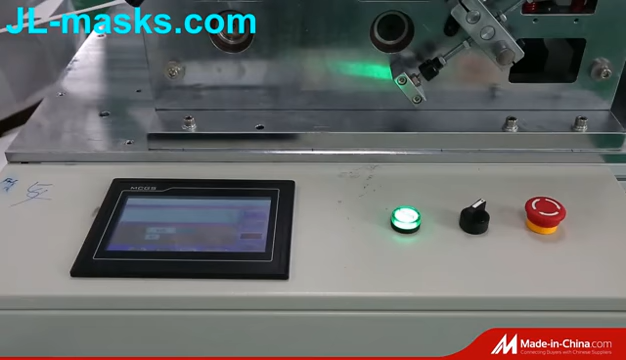 JL-masks.com
MCGS
Made-in-China.com
Connecting Buyers with Chinese Suppliers